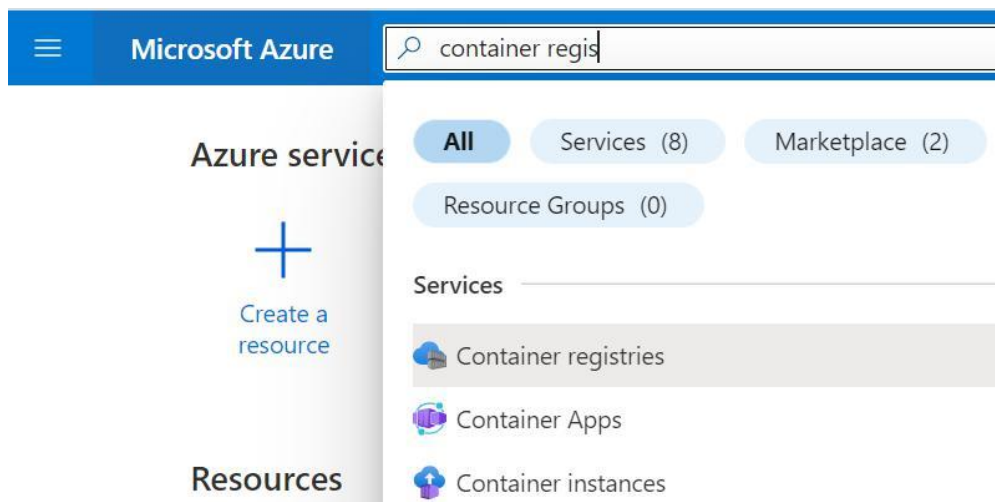 Microsoft Azure
container regis
All
Services (8)
Marketplace (2)
Resource Groups (0)
Azure service
Create a
resource
Services
Container registries
Container Apps
Container instances
Resources